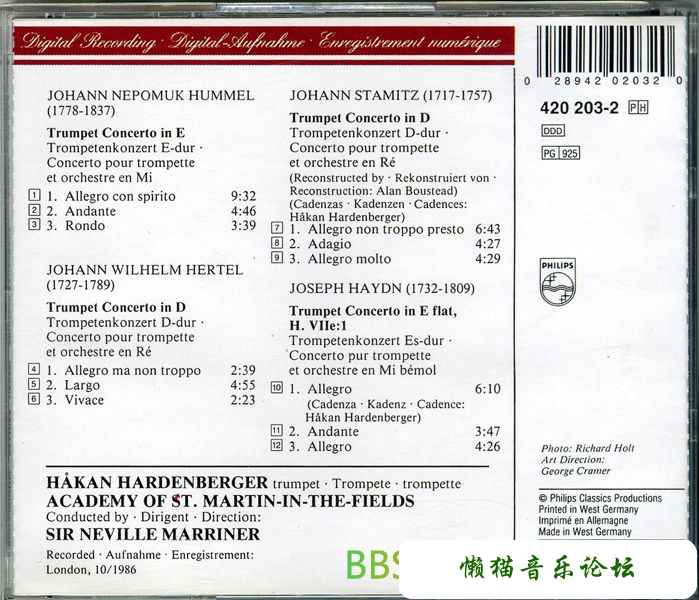 Digital Recording · Digital-Aufnahme · Enregistrement numérique
JOHANN NEPOMUK HUMMEL
(1778-1837)
Trumpet Concerto in E
Trompetenkonzert E-dur ·
Concerto pour trompette
et orchestre en Mi
1 1. Allegro con spirito 9:32
2 2. Andante 4:46
3 3. Rondo 3:39
JOHANN WILHELM HERTEL
(1727-1789)
Trumpet Concerto in D
Trompetenkonzert D-dur ·
Concerto pour trompette
et orchestre en Ré
4 1. Allegro ma non troppo 2:39
5 2. Largo 4:55
6 3. Vivace 2:23
JOHANN STAMITZ (1717-1757)
Trumpet Concerto in D
Trompetenkonzert D-dur ·
Concerto pour trompette
et orchestre en Ré
(Reconstructed by · Rekonstruiert von ·
Reconstruction: Alan Boustead)
(Cadenzas · Kadenzen · Cadences:
Håkan Hardenberger)
7 1. Allegro non troppo presto 6:43
8 2. Adagio 4:27
9 3. Allegro molto 4:29
JOSEPH HAYDN (1732-1809)
Trumpet Concerto in E flat,
H. VIIe:1
Trompetenkonzert Es-dur ·
Concerto pur trompette
et orchestre en Mi bémol
10 1. Allegro 6:10
(Cadenza · Kadenz · Cadence:
Håkan Hardenberger)
11 2. Andante 3:47
12 3. Allegro 4:26
HÅKAN HARDENBERGER trumpet · Trompete · trompette
ACADEMY OF ST. MARTIN-IN-THE-FIELDS
Conducted by · Dirigent · Direction:
SIR NEVILLE MARRINER
Recorded · Aufnahme · Enregistrement:
London, 10/1986
0 28942 02032 0
420 203-2 PH
DDD
PG 925
PHILIPS
Photo: Richard Holt
Art Direction:
George Cramer
© Philips Classics Productions
Printed in West Germany
Imprimé en Allemagne
Made in West Germany
BBS
懒猫音乐论坛